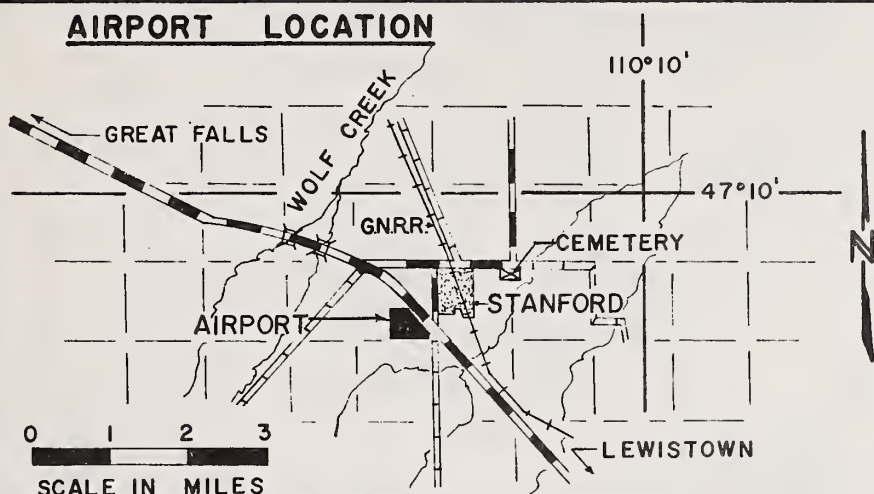 AIRPORT LOCATION
110°10'
GREAT FALLS
WOLF CREEK
47°10'
G.N.R.R.
CEMETERY
N
STANFORD
AIRPORT
0 1 2 3
SCALE IN MILES
LEWISTOWN